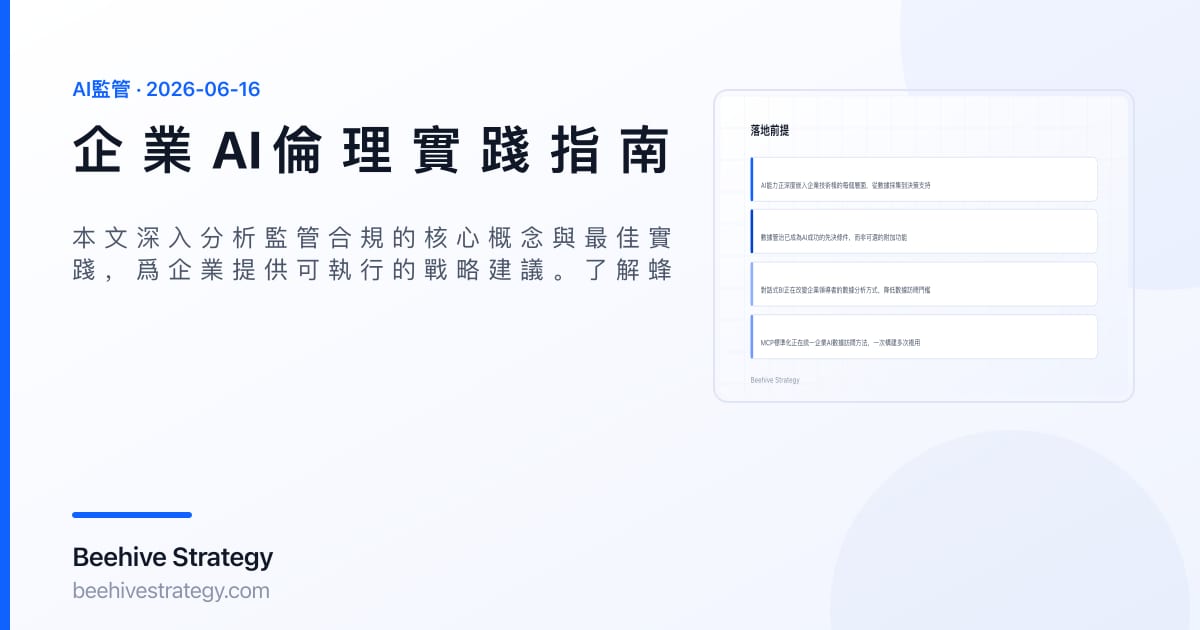 AI監管 · 2026-06-16
企業AI倫理實踐指南
本文深入分析監管合規的核心概念與最佳實
踐，爲企業提供可執行的戰略建議。了解蜂
落地前提
AI能力正深度嵌入企業技術棧的每個層面，從數據採集到決策支持
數據管治已成為AI成功的先決條件，而非可選的附加功能
對話式BI正在改變企業領導者的數據分析方式，降低數據訪問門檻
MCP標準化正在統一企業AI數據訪問方法，一次構建多次複用
Beehive Strategy
Beehive Strategy
beehivestrategy.com